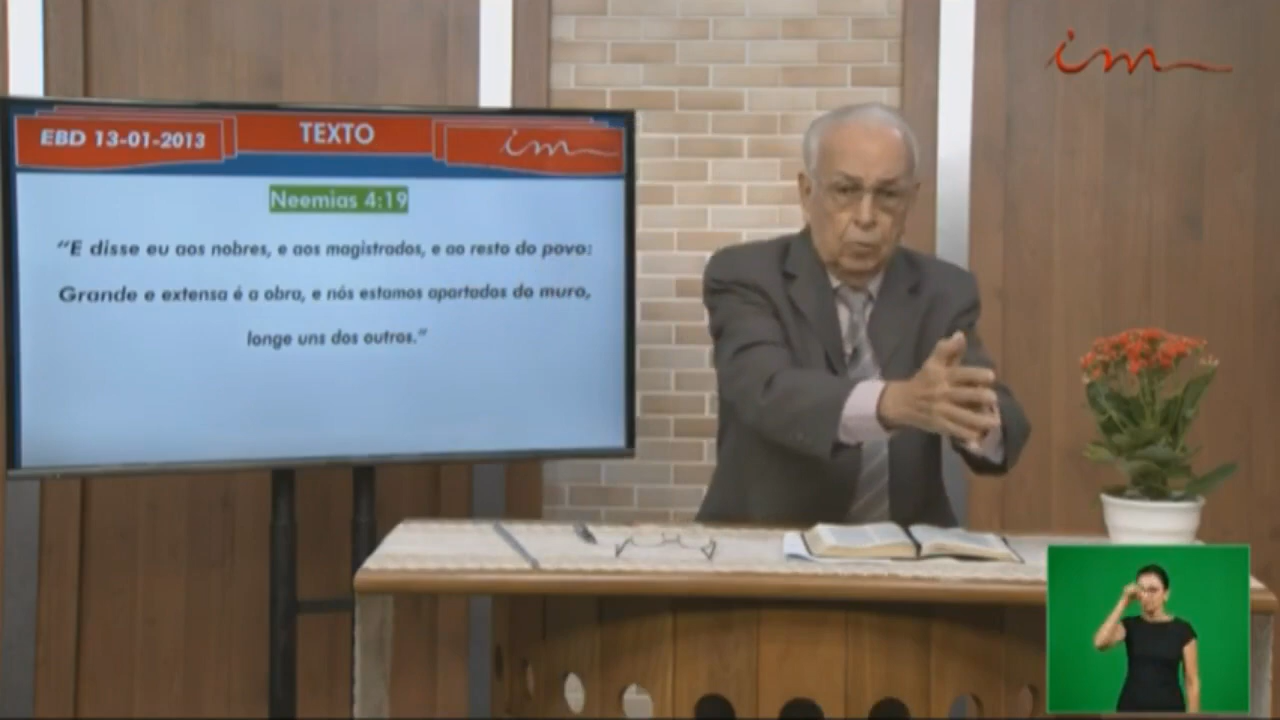 im
EBD 13-01-2013
TEXTO
im
Neemias 4:19
“E disse eu aos nobres, e aos magistrados, e ao resto do povo:
Grande e extensa é a obra, e nós estamos apartados do muro,
longe uns dos outros.”